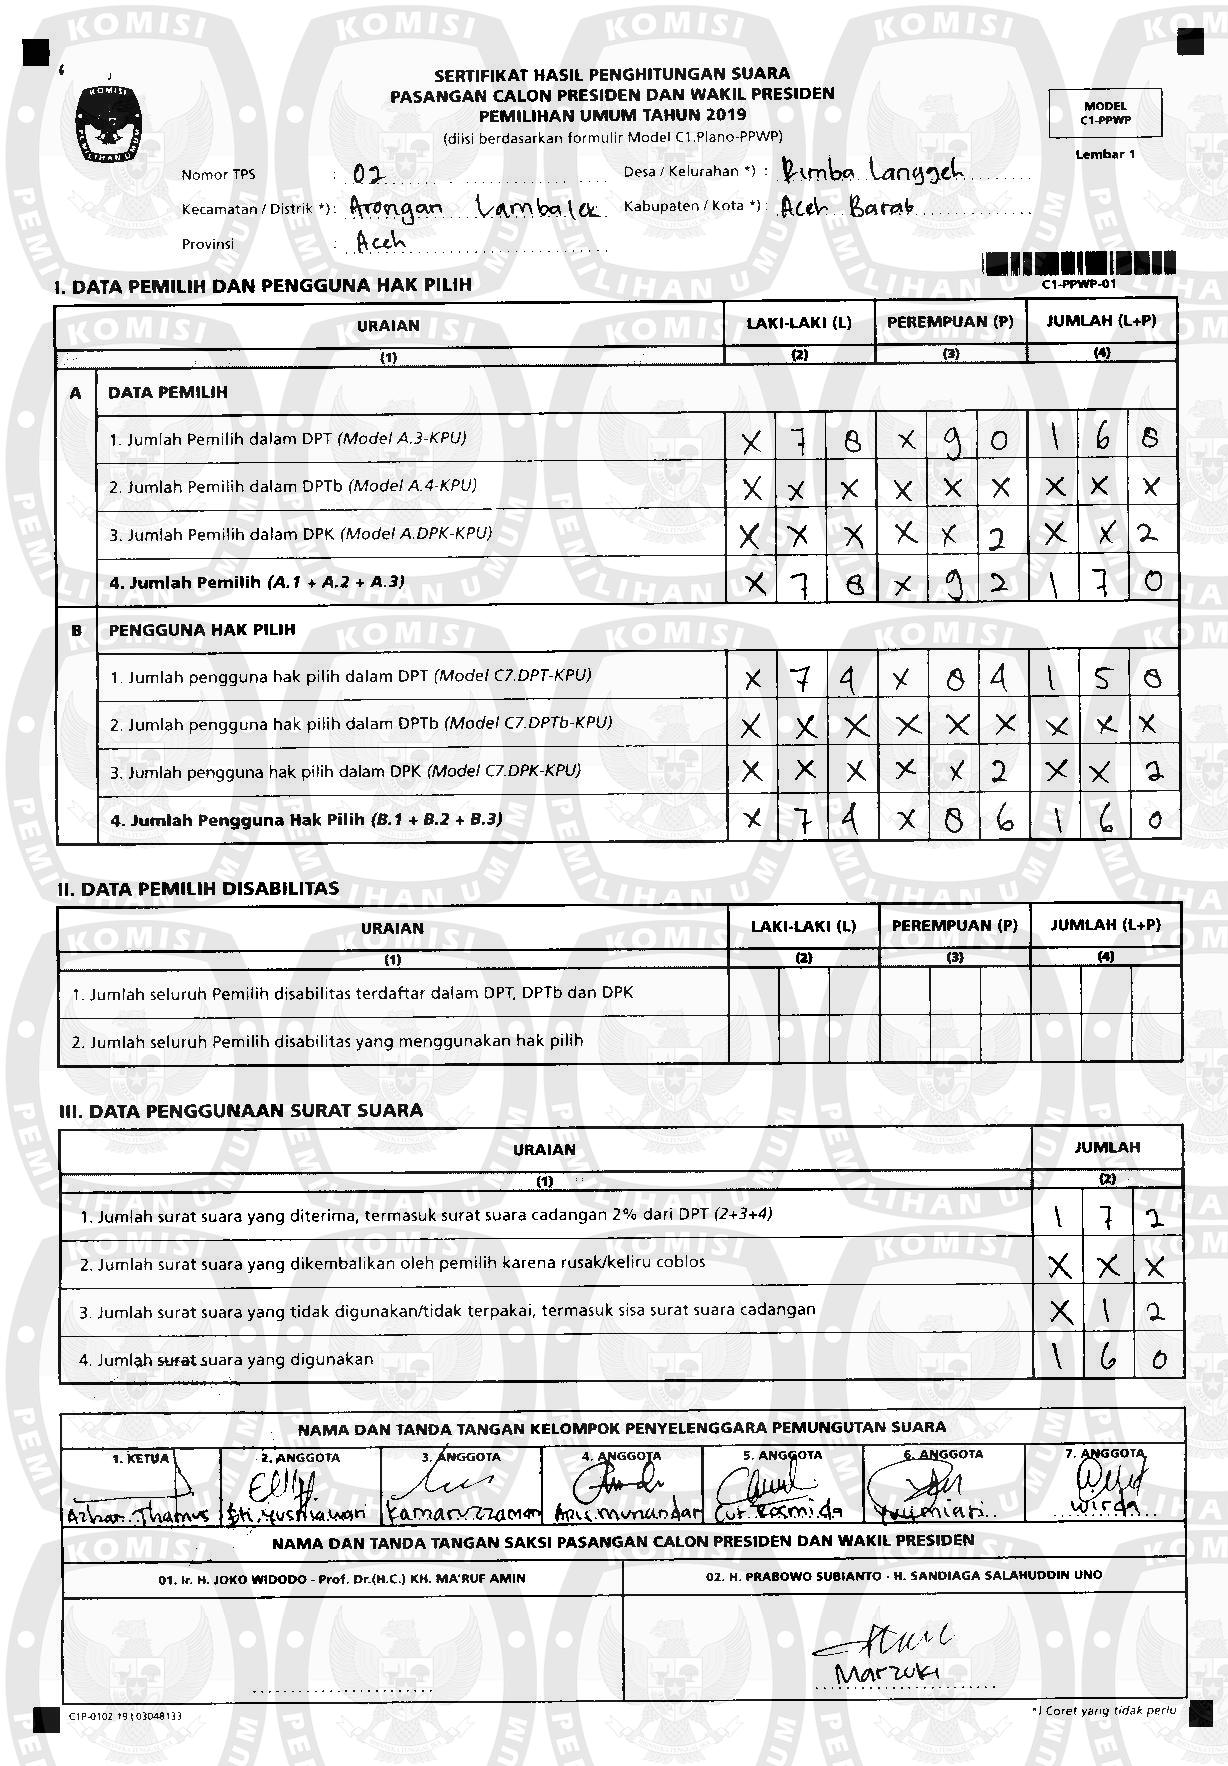 SERTIFIKAT HASIL PENGHITUNGAN SUARA
PASANGAN CALON PRESIDEN DAN WAKIL PRESIDEN
PEMILIHAN UMUM TAHUN 2019
(diisi berdasarkan formulir Model C1.Plano-PPWP)
MODEL
C1-PPWP
Lembar 1
Nomor TPS : 02 Desa / Kelurahan *) : Rimba Langgeh
Kecamatan / Distrik *) : Arongan Lambalek Kabupaten / Kota *) : Aceh Barat
Provinsi : Aceh
C1-PPWP-01
I. DATA PEMILIH DAN PENGGUNA HAK PILIH
URAIAN LAKI-LAKI (L) PEREMPUAN (P) JUMLAH (L+P)
(1) (2) (3) (4)
A DATA PEMILIH
1. Jumlah Pemilih dalam DPT (Model A.3-KPU) X 7 8 X 9 0 1 6 8
2. Jumlah Pemilih dalam DPTb (Model A.4-KPU) X X X X X X X X X
3. Jumlah Pemilih dalam DPK (Model A.DPK-KPU) X X X X X 2 X X 2
4. Jumlah Pemilih (A.1 + A.2 + A.3) X 7 8 X 9 2 1 7 0
B PENGGUNA HAK PILIH
1. Jumlah pengguna hak pilih dalam DPT (Model C7.DPT-KPU) X 7 4 X 8 4 1 5 8
2. Jumlah pengguna hak pilih dalam DPTb (Model C7.DPTb-KPU) X X X X X X X X X
3. Jumlah pengguna hak pilih dalam DPK (Model C7.DPK-KPU) X X X X X 2 X X 2
4. Jumlah Pengguna Hak Pilih (B.1 + B.2 + B.3) X 7 4 X 8 6 1 6 0
II. DATA PEMILIH DISABILITAS
URAIAN LAKI-LAKI (L) PEREMPUAN (P) JUMLAH (L+P)
(1) (2) (3) (4)
1. Jumlah seluruh Pemilih disabilitas terdaftar dalam DPT, DPTb dan DPK
2. Jumlah seluruh Pemilih disabilitas yang menggunakan hak pilih
III. DATA PENGGUNAAN SURAT SUARA
URAIAN JUMLAH
(1) (2)
1. Jumlah surat suara yang diterima, termasuk surat suara cadangan 2% dari DPT (2+3+4) 1 7 2
2. Jumlah surat suara yang dikembalikan oleh pemilih karena rusak/keliru coblos X X X
3. Jumlah surat suara yang tidak digunakan/tidak terpakai, termasuk sisa surat suara cadangan X 1 2
4. Jumlah surat suara yang digunakan 1 6 0
NAMA DAN TANDA TANGAN KELOMPOK PENYELENGGARA PEMUNGUTAN SUARA
1. KETUA 2. ANGGOTA 3. ANGGOTA 4. ANGGOTA 5. ANGGOTA 6. ANGGOTA 7. ANGGOTA
Azhar Thamus Yusmawari Kamaruzzaman Aris munandar Cut Rosmida Yusmiari Wirda
NAMA DAN TANDA TANGAN SAKSI PASANGAN CALON PRESIDEN DAN WAKIL PRESIDEN
01. Ir. H. JOKO WIDODO - Prof. Dr.(H.C.) KH. MA'RUF AMIN 02. H. PRABOWO SUBIANTO - H. SANDIAGA SALAHUDDIN UNO
Marzuki
*) Coret yang tidak perlu